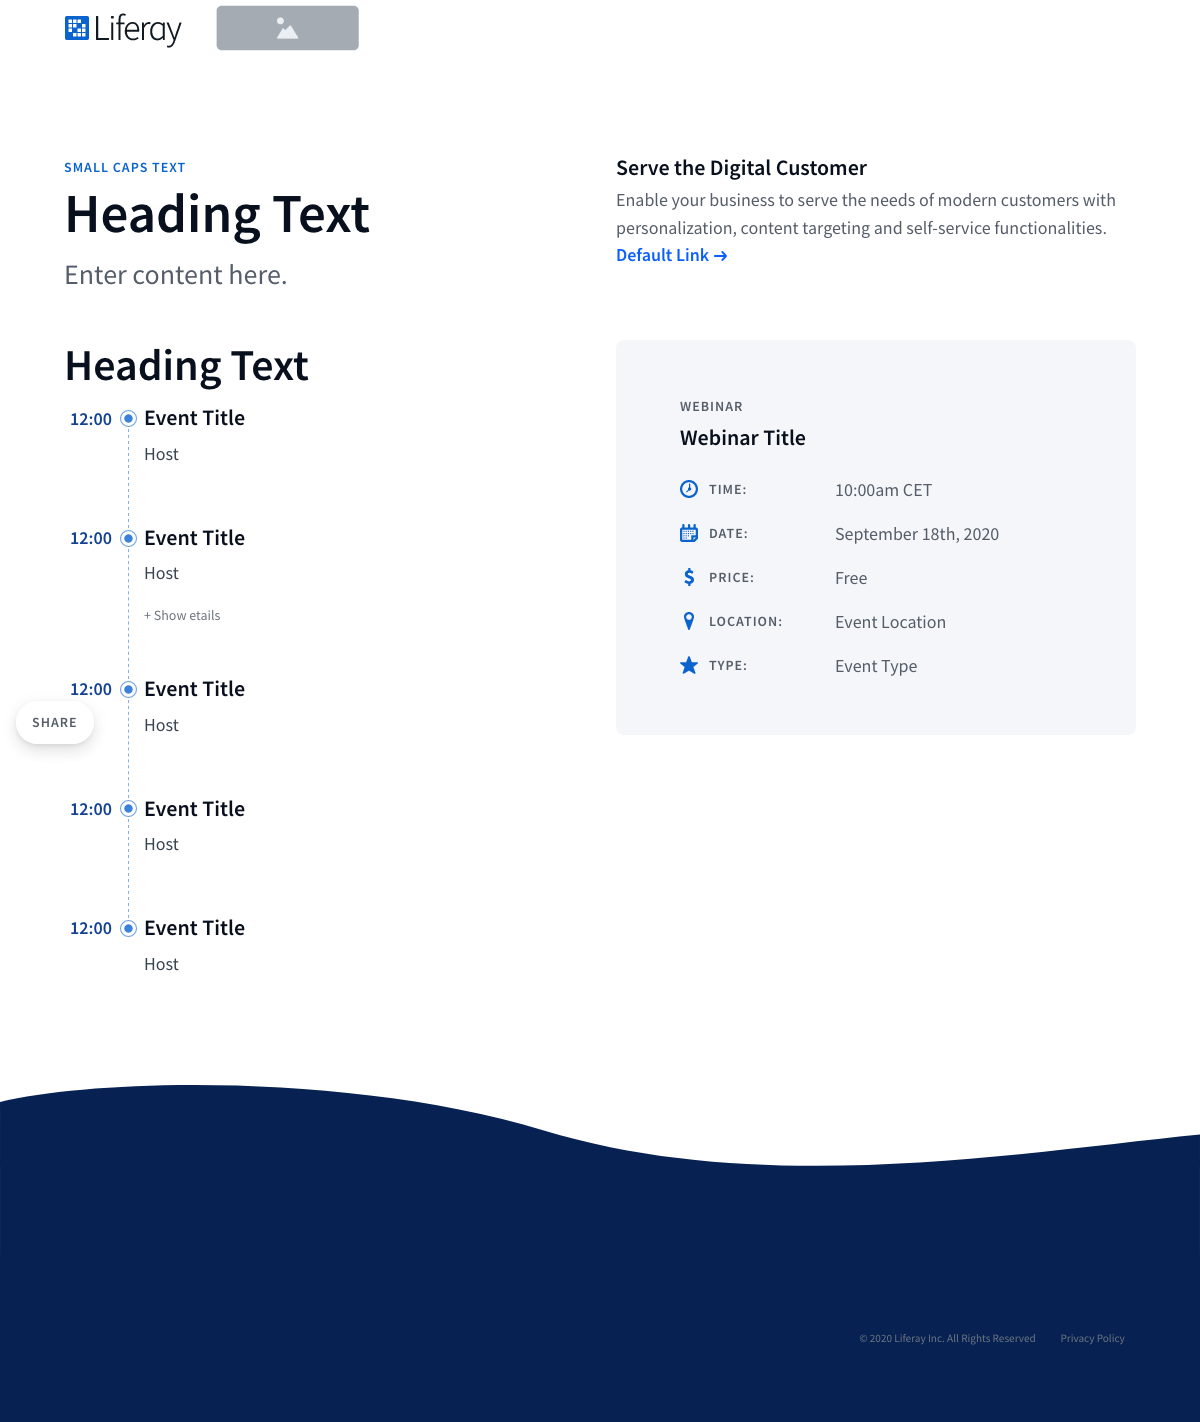 Liferay
SMALL CAPS TEXT
Heading Text
Enter content here.
Serve the Digital Customer
Enable your business to serve the needs of modern customers with
personalization, content targeting and self-service functionalities.
Default Link →
Heading Text
12:00 Event Title
Host
12:00 Event Title
Host
+ Show etails
12:00 Event Title
Host
12:00 Event Title
Host
12:00 Event Title
Host
SHARE
WEBINAR
Webinar Title
TIME: 10:00am CET
DATE: September 18th, 2020
PRICE: Free
LOCATION: Event Location
TYPE: Event Type
© 2020 Liferay Inc. All Rights Reserved Privacy Policy